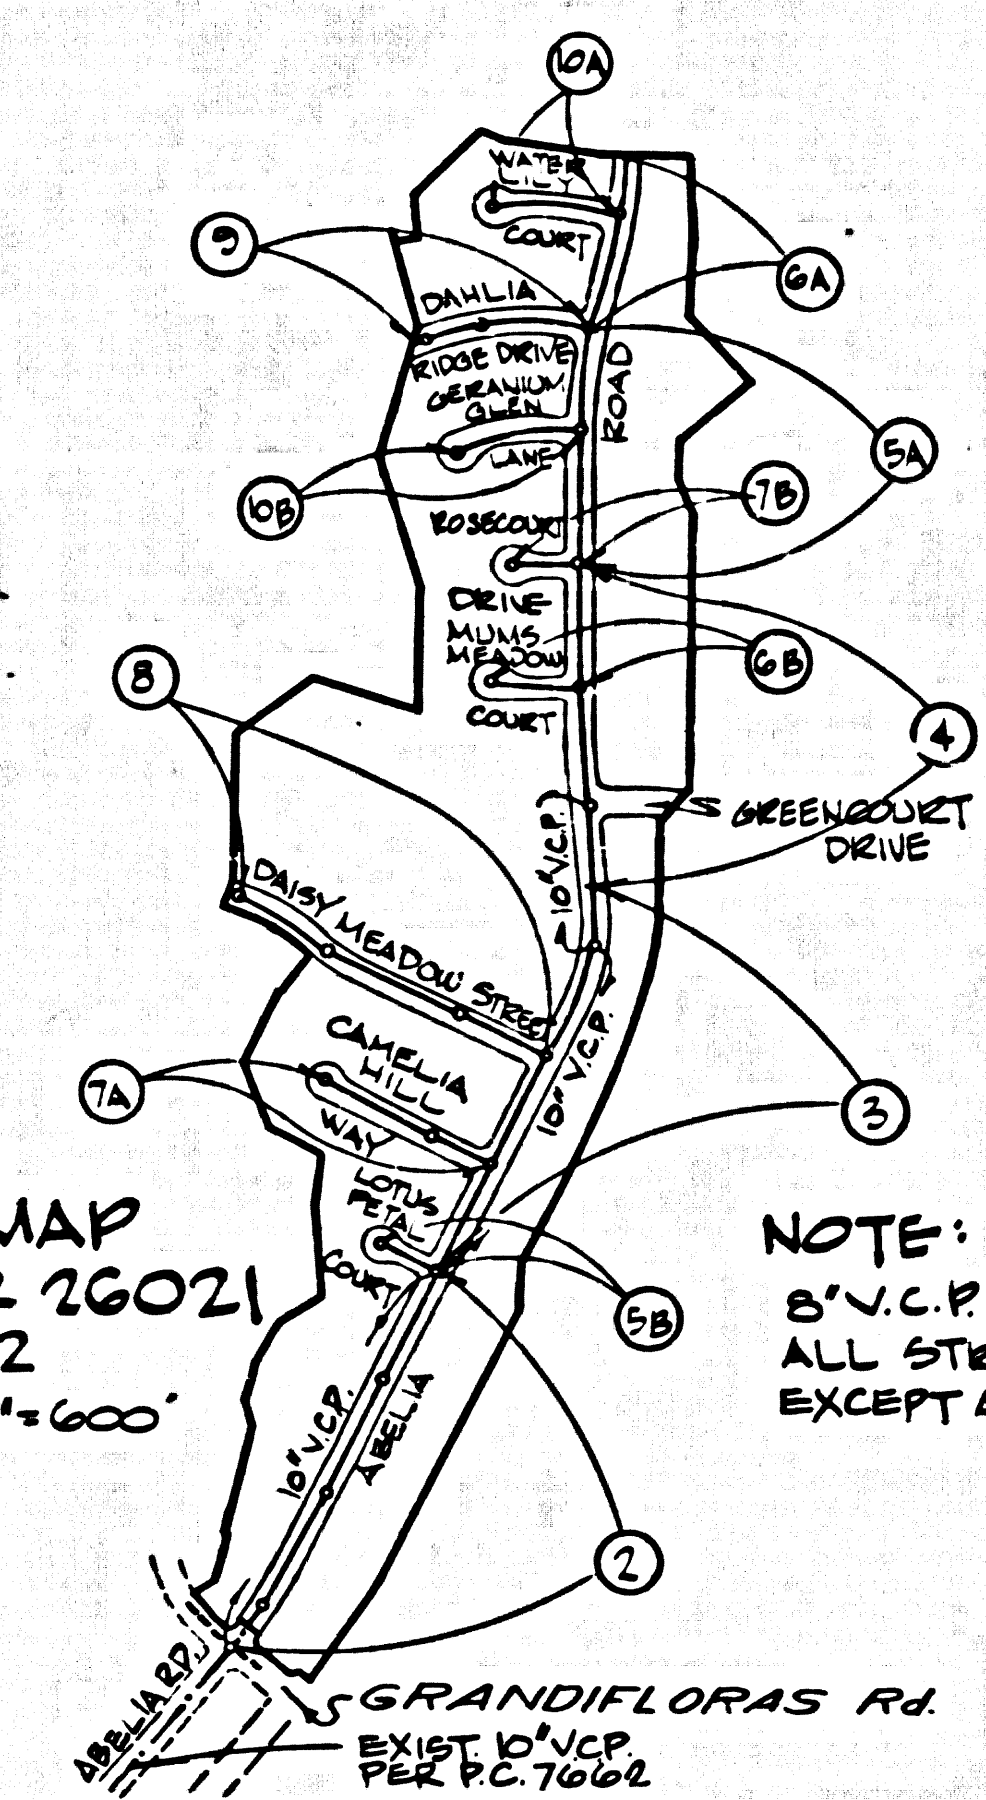 10A
WATER
LILY
COURT
9
6A
DAHLIA
RIDGE DRIVE
GERANIUM
GLEN
LANE
ROAD
5A
10B
7B
ROSECOURT
DRIVE
MUMS
MEADOW
COURT
6B
8
4
GREENCOURT
DRIVE
10" V.C.P.
DAISY MEADOW STREET
CAMELIA
HILL
WAY
10" V.C.P.
7A
3
LOTUS
PETAL
COURT
MAP
26021
2
1"=600'
NOTE:
8" V.C.P.
ALL STR
EXCEPT A
5B
10" V.C.P.
ABELIA
2
ABELIA RD.
GRANDIFLORAS Rd.
EXIST. 10" V.C.P.
PER P.C. 7662